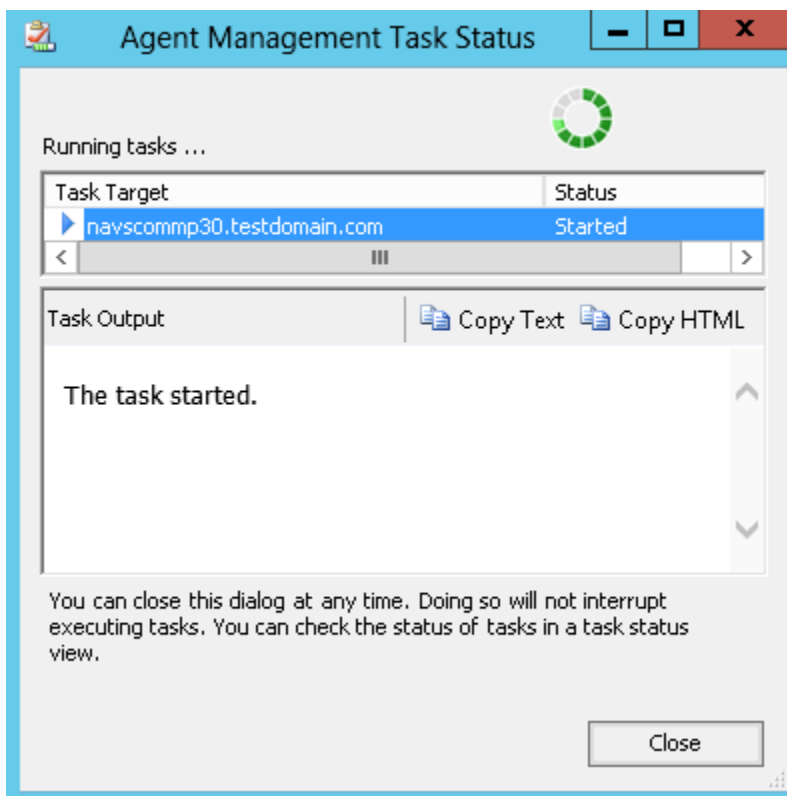 Agent Management Task Status
Running tasks ...
Task Target Status
navscommp30.testdomain.com Started
Task Output Copy Text Copy HTML
The task started.
You can close this dialog at any time. Doing so will not interrupt
executing tasks. You can check the status of tasks in a task status
view.
Close